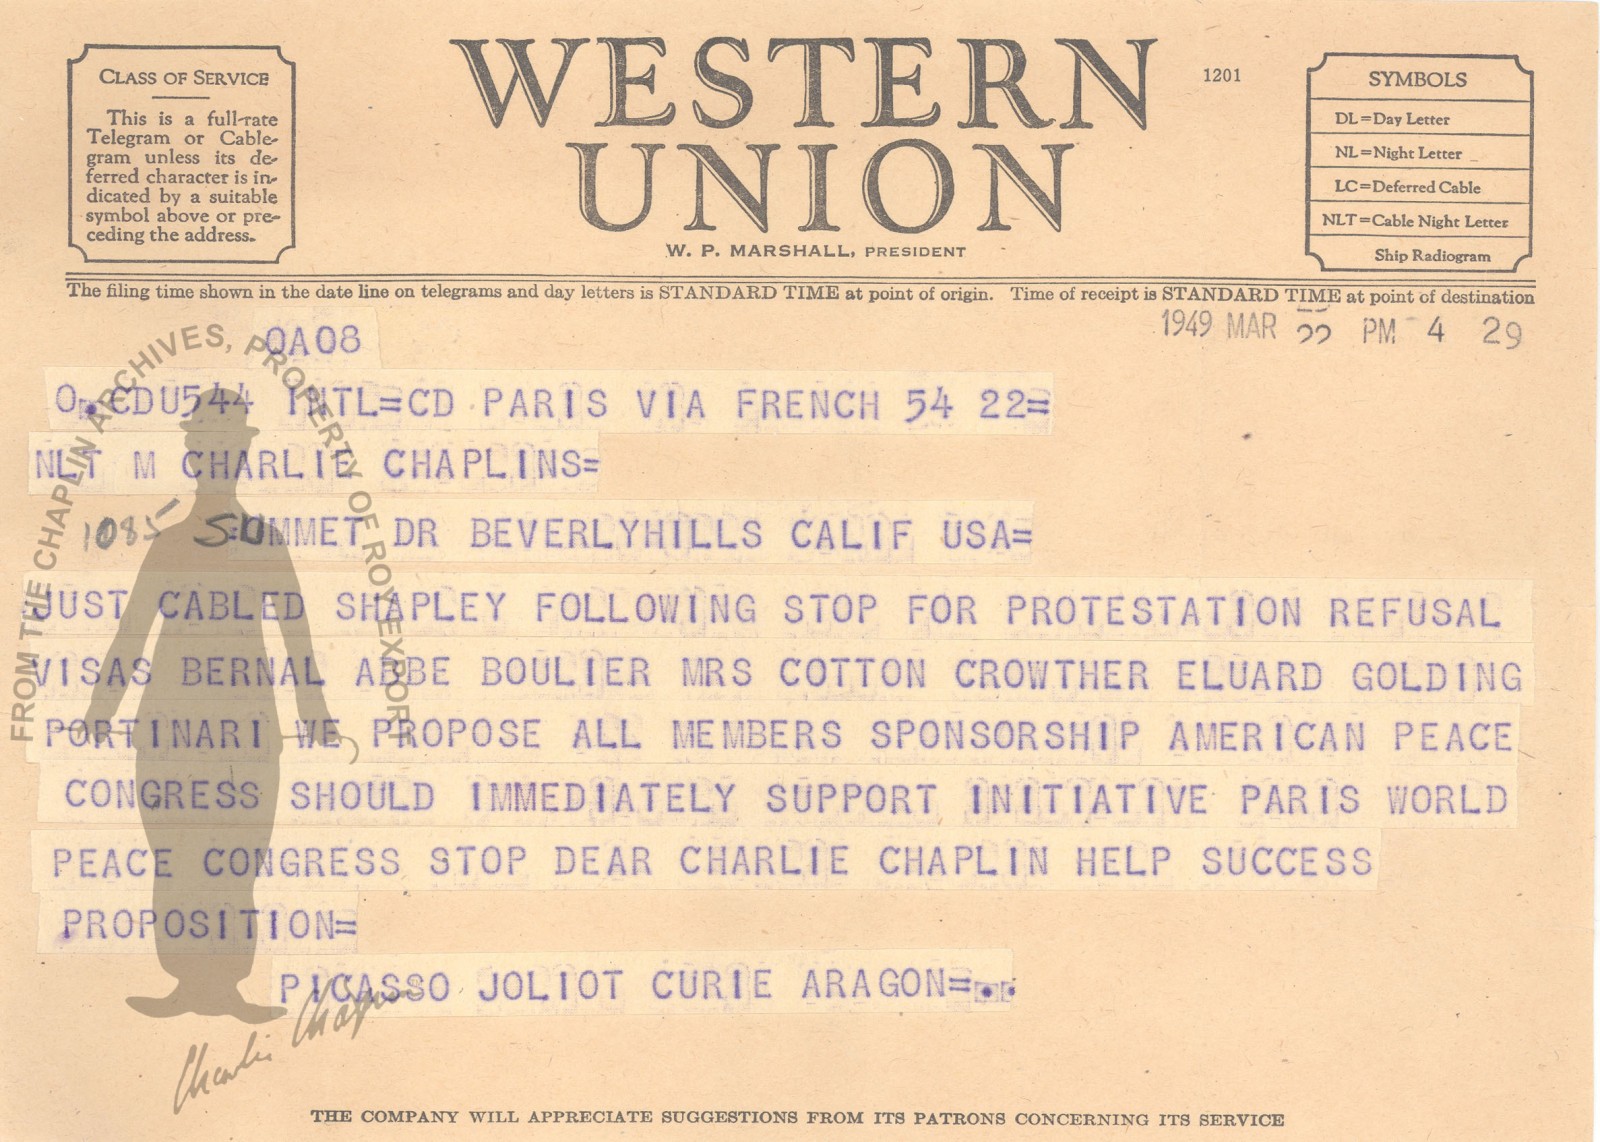 CLASS OF SERVICE
This is a full-rate
Telegram or Cable-
gram unless its de-
ferred character is in-
dicated by a suitable
symbol above or pre-
ceding the address.
WESTERN
UNION
W. P. MARSHALL, PRESIDENT
1201
SYMBOLS
DL=Day Letter
NL=Night Letter
LC=Deferred Cable
NLT=Cable Night Letter
Ship Radiogram
The filing time shown in the date line on telegrams and day letters is STANDARD TIME at point of origin. Time of receipt is STANDARD TIME at point of destination
1949 MAR 22 PM 4 29
OA08
O. CDU544 INTL=CD PARIS VIA FRENCH 54 22=
NLT M CHARLIE CHAPLINS=
1085 SUMMET DR BEVERLYHILLS CALIF USA=
JUST CABLED SHAPLEY FOLLOWING STOP FOR PROTESTATION REFUSAL
VISAS BERNAL ABBE BOULIER MRS COTTON CROWTHER ELUARD GOLDING
PORTINARI WE PROPOSE ALL MEMBERS SPONSORSHIP AMERICAN PEACE
CONGRESS SHOULD IMMEDIATELY SUPPORT INITIATIVE PARIS WORLD
PEACE CONGRESS STOP DEAR CHARLIE CHAPLIN HELP SUCCESS
PROPOSITION=
PICASSO JOLIOT CURIE ARAGON=..
FROM THE CHAPLIN ARCHIVES, PROPERTY OF ROY EXPORT
Charlie Chaplin
THE COMPANY WILL APPRECIATE SUGGESTIONS FROM ITS PATRONS CONCERNING ITS SERVICE